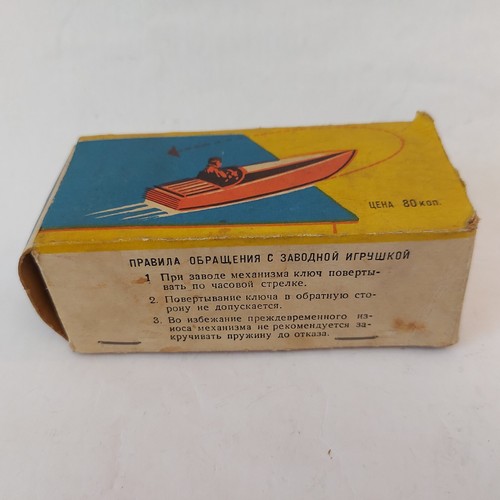 ЦЕНА 80 коп.
ПРАВИЛА ОБРАЩЕНИЯ С ЗАВОДНОЙ ИГРУШКОЙ
1 При заводе механизма ключ поверты-
вать по часовой стрелке.
2. Повертывание ключа в обратную сто-
рону не допускается.
3. Во избежание преждевременного из-
носа механизма не рекомендуется за-
кручивать пружину до отказа.